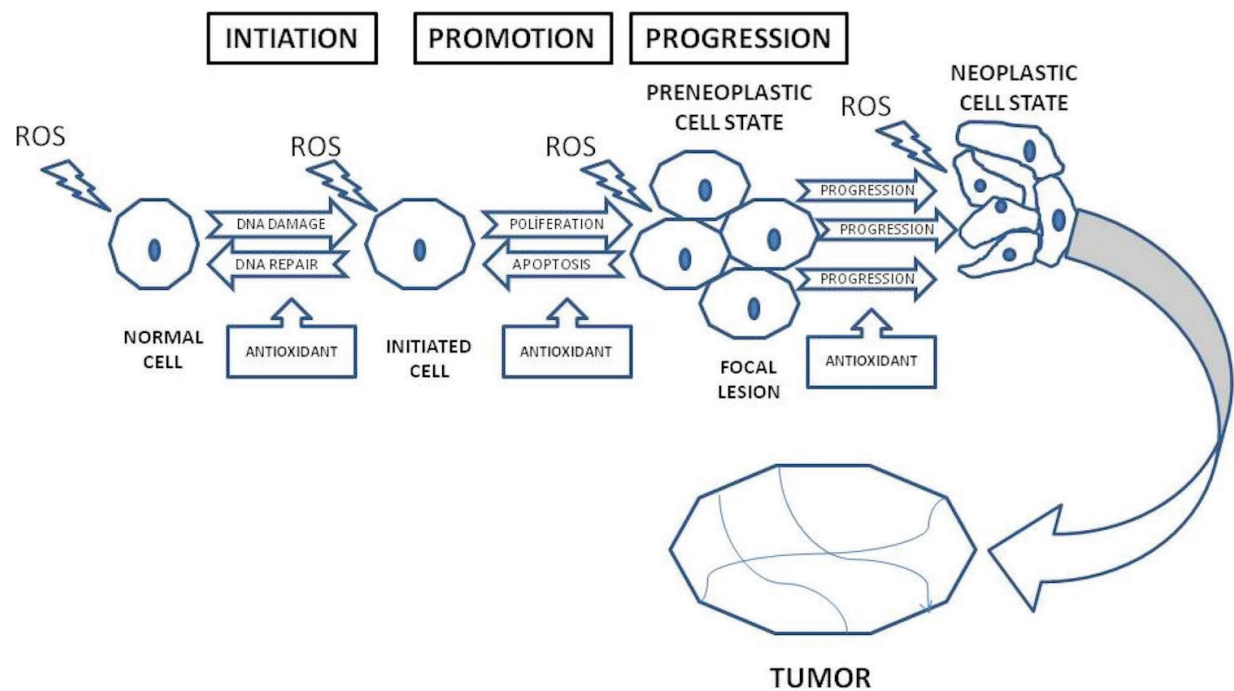 INTIATION
PROMOTION
PROGRESSION
PRENEOPLASTIC
CELL STATE
NEOPLASTIC
CELL STATE
ROS
ROS
ROS
ROS
DNA DAMAGE
DNA REPAIR
POLİFERATION
APOPTOSIS
PROGRESSION
PROGRESSION
PROGRESSION
NORMAL
CELL
ANTIOXIDANT
INITIATED
CELL
ANTIOXIDANT
FOCAL
LESION
ANTIOXIDANT
TUMOR